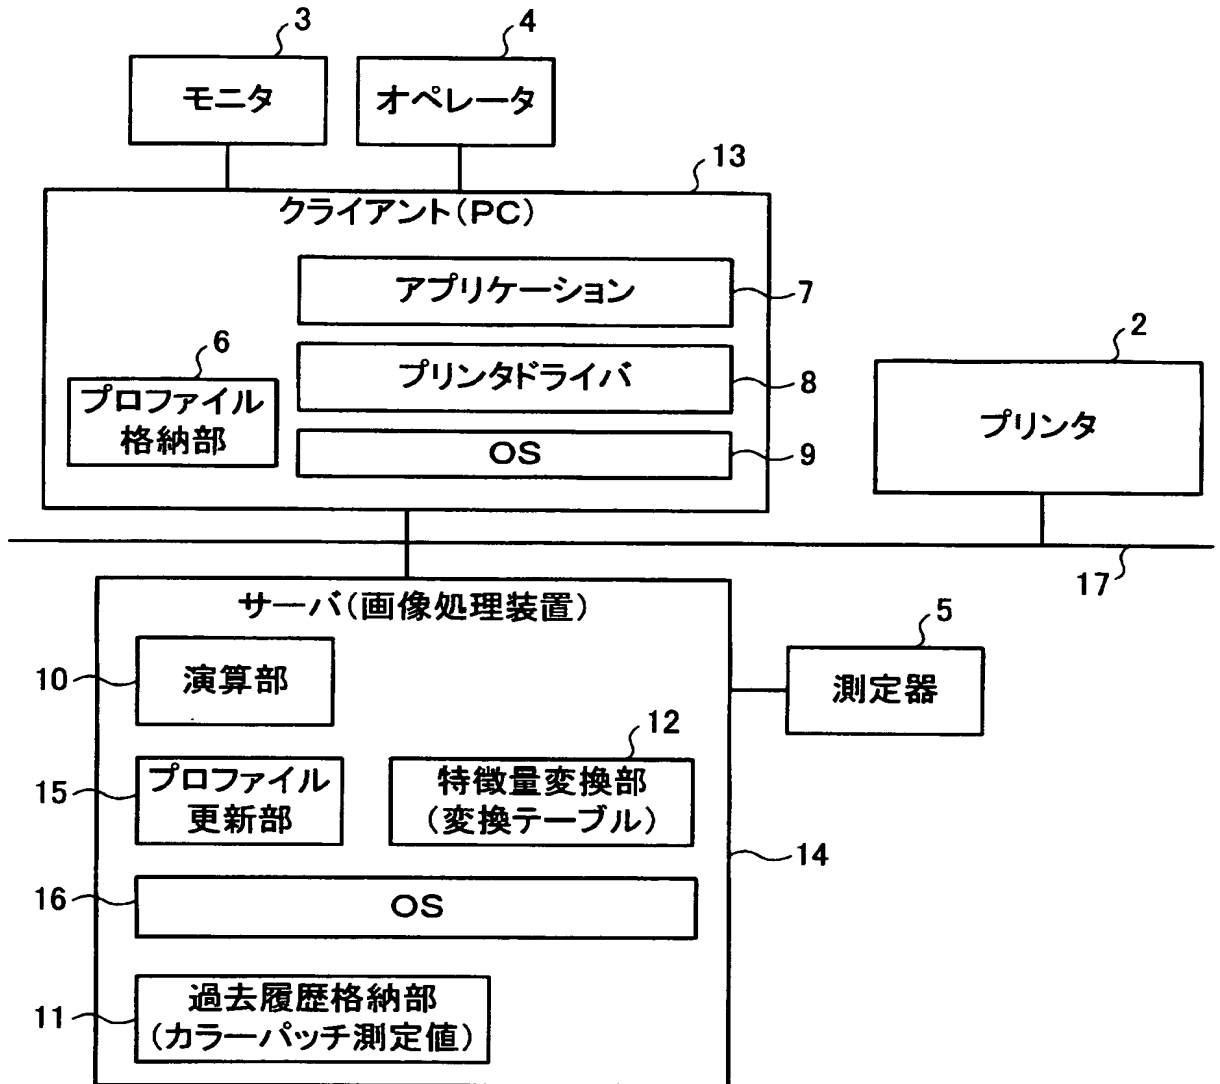 3
4
モニタ
オペレータ
13
クライアント(PC)
アプリケーション
7
6
2
プリンタドライバ
8
プロファイル
格納部
プリンタ
OS
9
17
サーバ(画像処理装置)
5
10
演算部
測定器
12
15
プロファイル
更新部
特徴量変換部
(変換テーブル)
14
16
OS
11
過去履歴格納部
(カラーパッチ測定値)